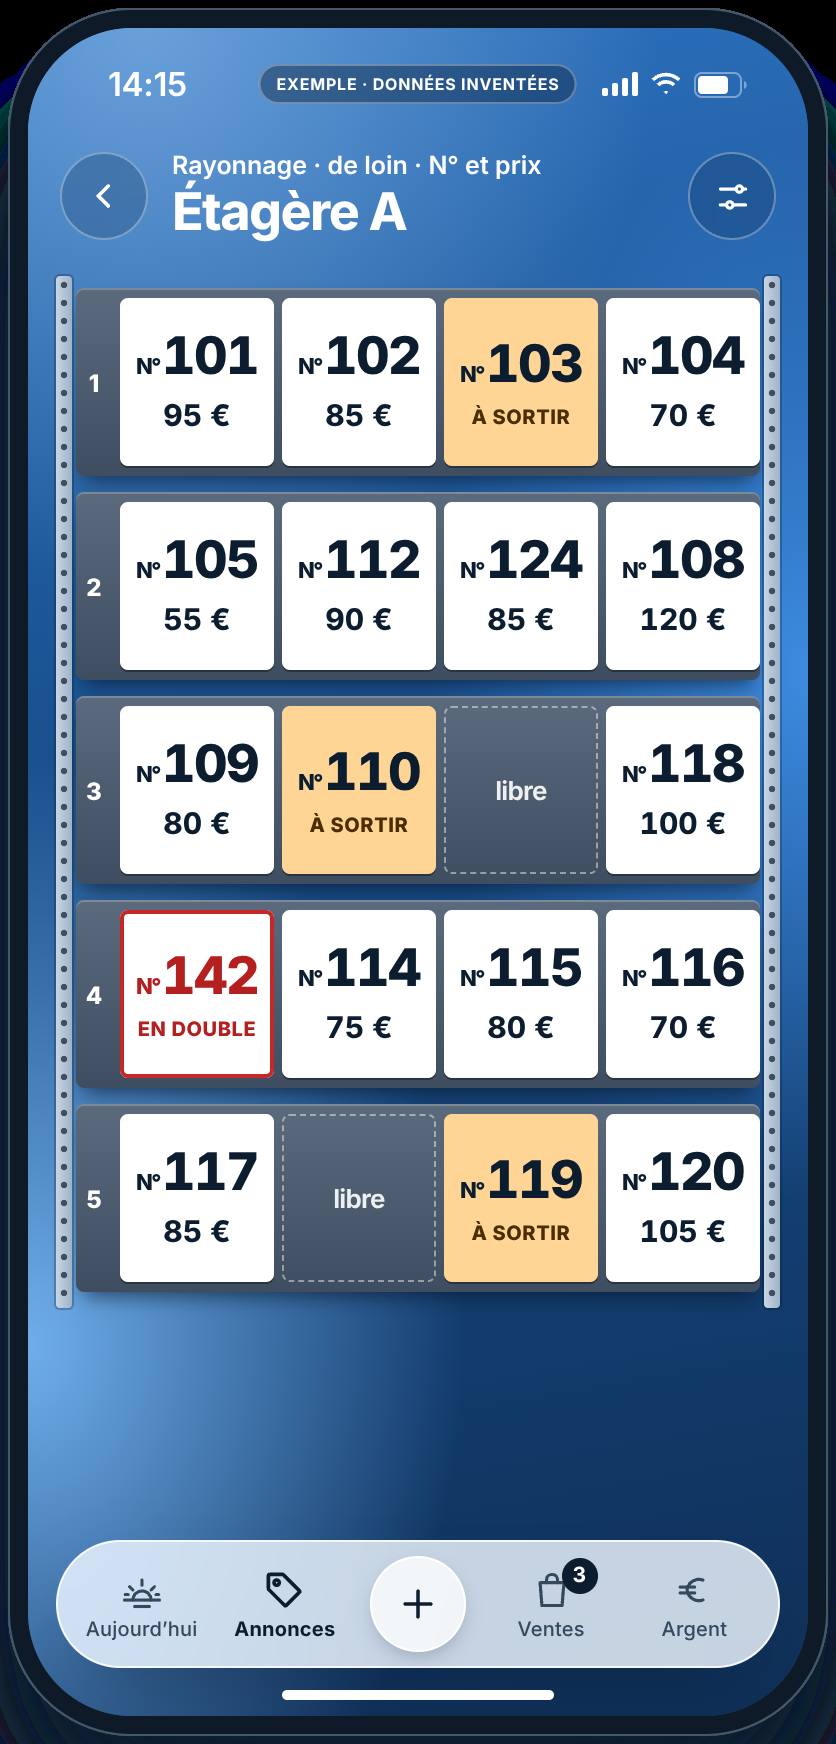 14:15
EXEMPLE · DONNÉES INVENTÉES
Rayonnage · de loin · N° et prix
Étagère A
1
N°101
95 €
N°102
85 €
N°103
À SORTIR
N°104
70 €
2
N°105
55 €
N°112
90 €
N°124
85 €
N°108
120 €
3
N°109
80 €
N°110
À SORTIR
libre
N°118
100 €
4
N°142
EN DOUBLE
N°114
75 €
N°115
80 €
N°116
70 €
5
N°117
85 €
libre
N°119
À SORTIR
N°120
105 €
Aujourd’hui
Annonces
3
Ventes
Argent